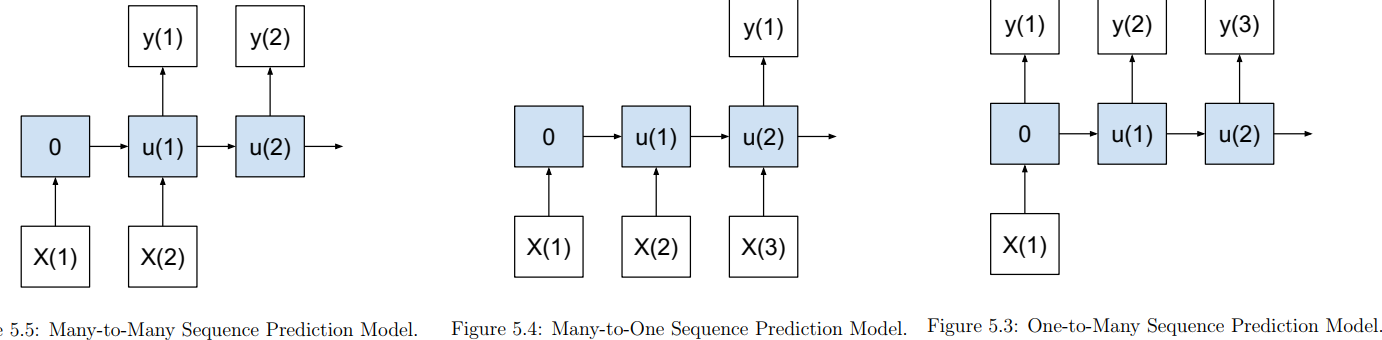 y(1) y(2)
0 u(1) u(2)
X(1) X(2)
e 5.5: Many-to-Many Sequence Prediction Model.
y(1)
0 u(1) u(2)
X(1) X(2) X(3)
Figure 5.4: Many-to-One Sequence Prediction Model.
y(1) y(2) y(3)
0 u(1) u(2)
X(1)
Figure 5.3: One-to-Many Sequence Prediction Model.